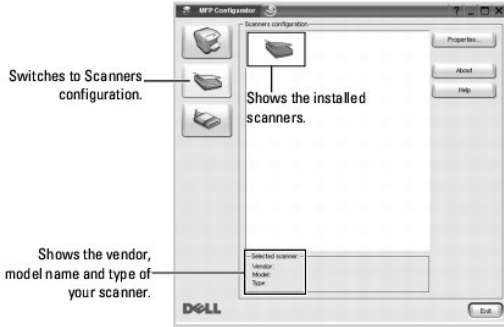 MFP Configurator
Scanners configuration
Properties...
About
Help
Switches to Scanners
configuration.
Shows the installed
scanners.
Shows the vendor,
model name and type of
your scanner.
Selected scanner:
Vendor:
Model:
Type:
DELL
Exit